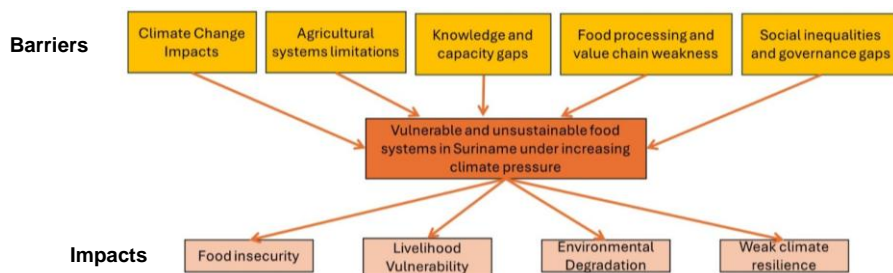 Barriers
Climate Change
Impacts
Agricultural
systems limitations
Knowledge and
capacity gaps
Food processing and
value chain weakness
Social inequalities
and governance gaps
Vulnerable and unsustainable food
systems in Suriname under increasing
climate pressure
Impacts
Food insecurity
Livelihood
Vulnerability
Environmental
Degradation
Weak climate
resilience